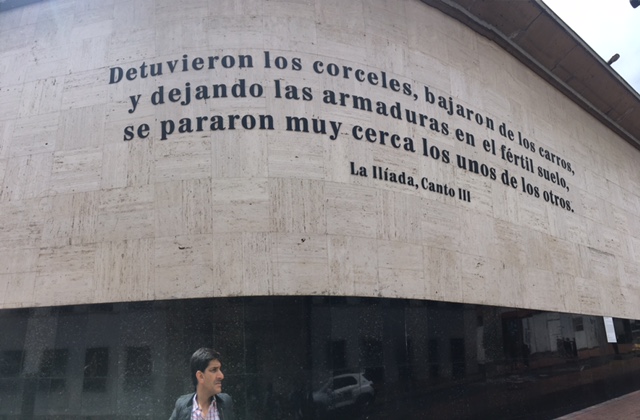 Detuvieron los corceles, bajaron de los carros,
y dejando las armaduras en el fértil suelo,
se pararon muy cerca los unos de los otros.
La Ilíada, Canto III